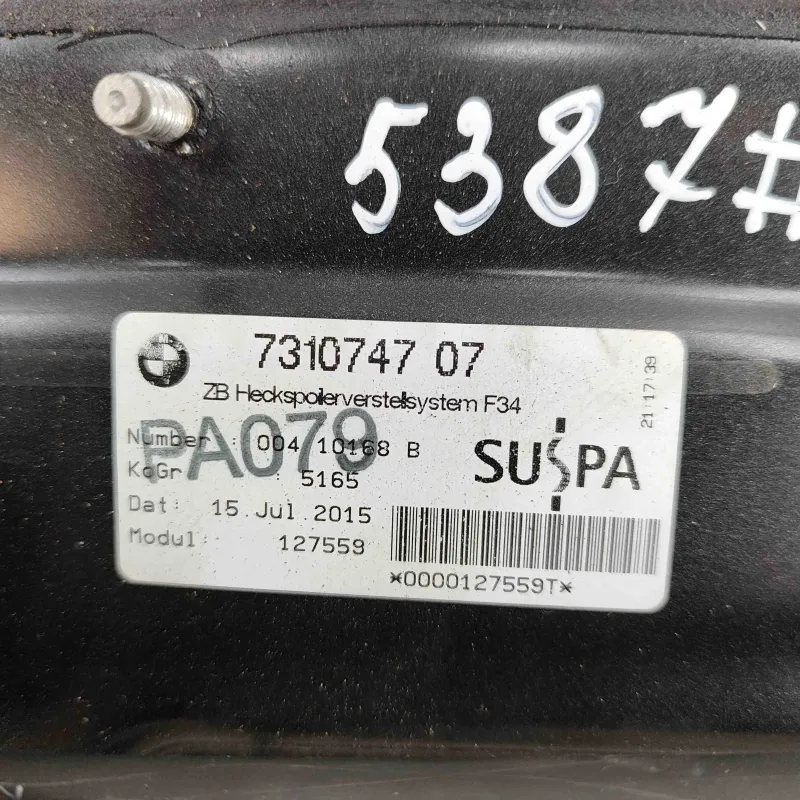 5387#
7310747 07
ZB Heckspoilerverstellsystem F34
PA079
Number : 004 10168 B
KoGr : 5165
Dat : 15.Jul.2015
Modul : 127559
SUSPA
*0000127559T*
21:17:39